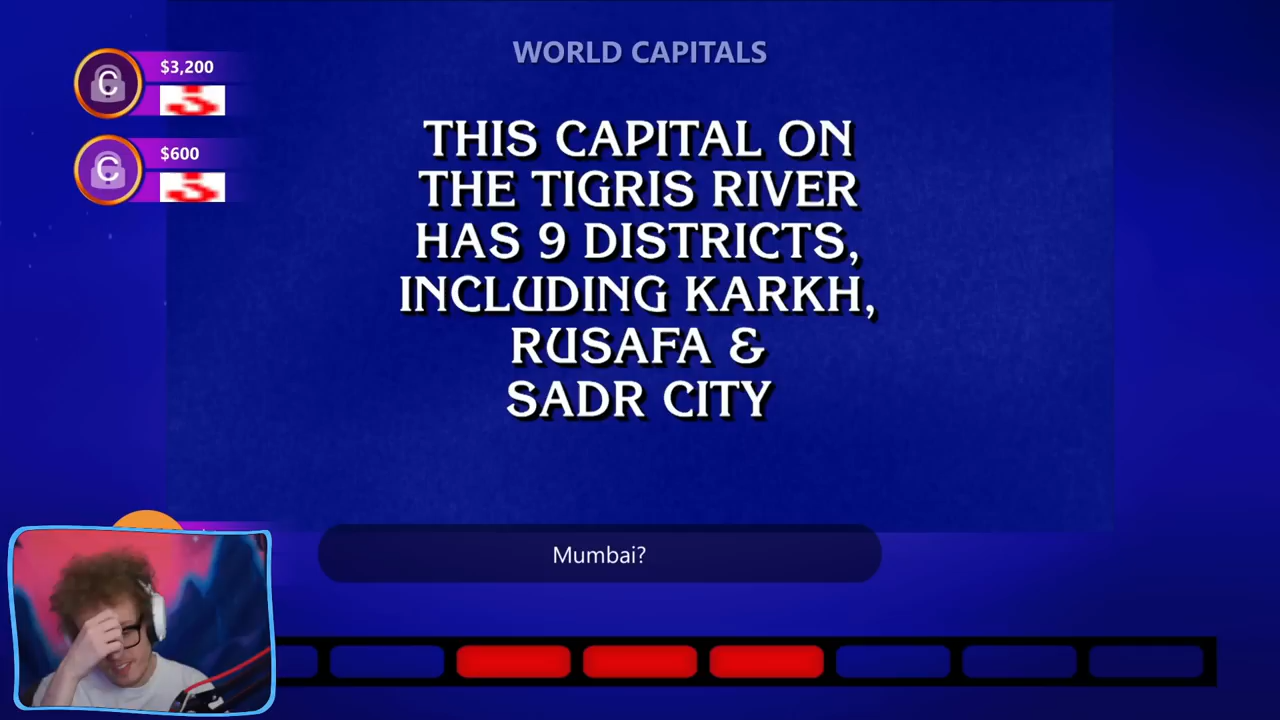 WORLD CAPITALS
$3,200
C
$600
C
THIS CAPITAL ON
THE TIGRIS RIVER
HAS 9 DISTRICTS,
INCLUDING KARKH,
RUSAFA &
SADR CITY
Mumbai?